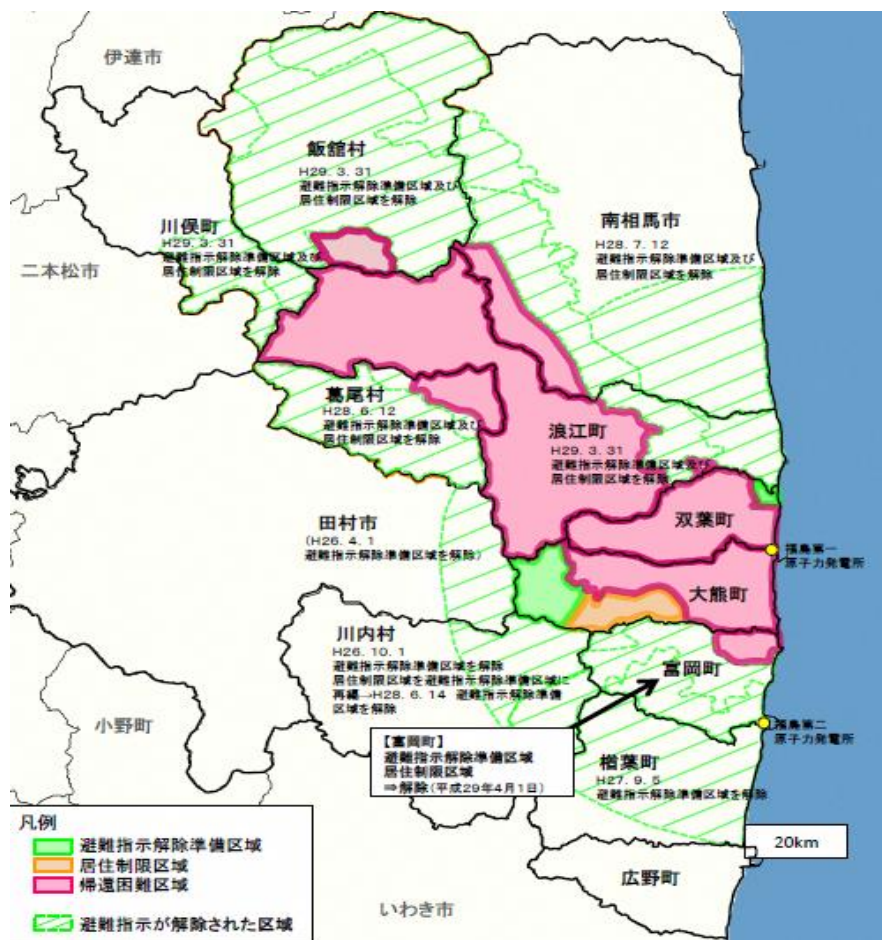 伊達市
飯舘村
H29. 3. 31
避難指示解除準備区域及び
居住制限区域を解除
川俣町
H29. 3. 31
避難指示解除準備区域及び
居住制限区域を解除
南相馬市
H28. 7. 12
避難指示解除準備区域及び
居住制限区域を解除
二本松市
葛尾村
H28. 6. 12
避難指示解除準備区域及び
居住制限区域を解除
浪江町
H29. 3. 31
避難指示解除準備区域及び
居住制限区域を解除
田村市
(H26. 4. 1
避難指示解除準備区域を解除)
双葉町
福島第一
原子力発電所
大熊町
川内村
H26. 10. 1
避難指示解除準備区域を解除
居住制限区域を避難指示解除準備区域に
再編→H28. 6. 14 避難指示解除準備
区域を解除
富岡町
小野町
福島第二
原子力発電所
【富岡町】
避難指示解除準備区域
居住制限区域
⇒解除(平成29年4月1日)
楢葉町
H27. 9. 5
避難指示解除準備区域を解除
20km
広野町
いわき市
凡例
避難指示解除準備区域
居住制限区域
帰還困難区域
避難指示が解除された区域